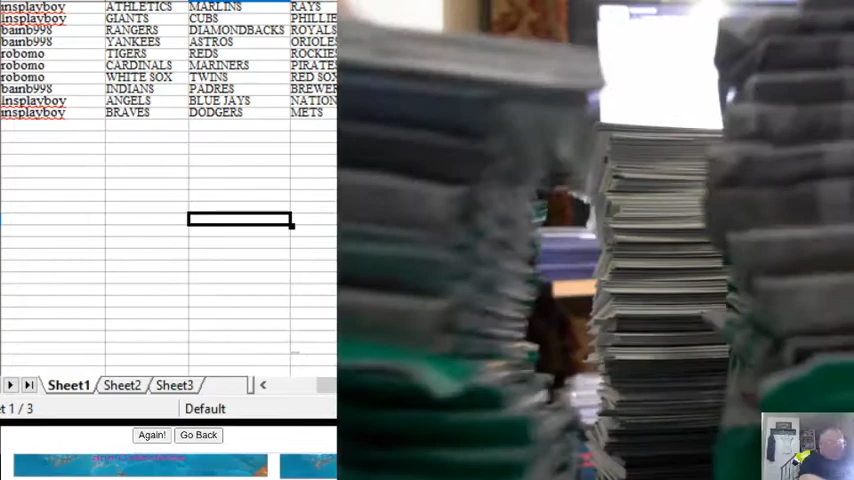 insplayboy ATHLETICS MARLINS RAYS
insplayboy GIANTS CUBS PHILLIE
bamb998 RANGERS DIAMONDBACKS ROYALS
bamb998 YANKEES ASTROS ORIOLE
robomo TIGERS REDS ROCKIE
robomo CARDINALS MARINERS PIRATE
robomo WHITE SOX TWINS RED SOX
bamb998 INDIANS PADRES BREWER
insplayboy ANGELS BLUE JAYS NATION
insplayboy BRAVES DODGERS METS
Sheet1 Sheet2 Sheet3
t 1 / 3 Default
Again! Go Back